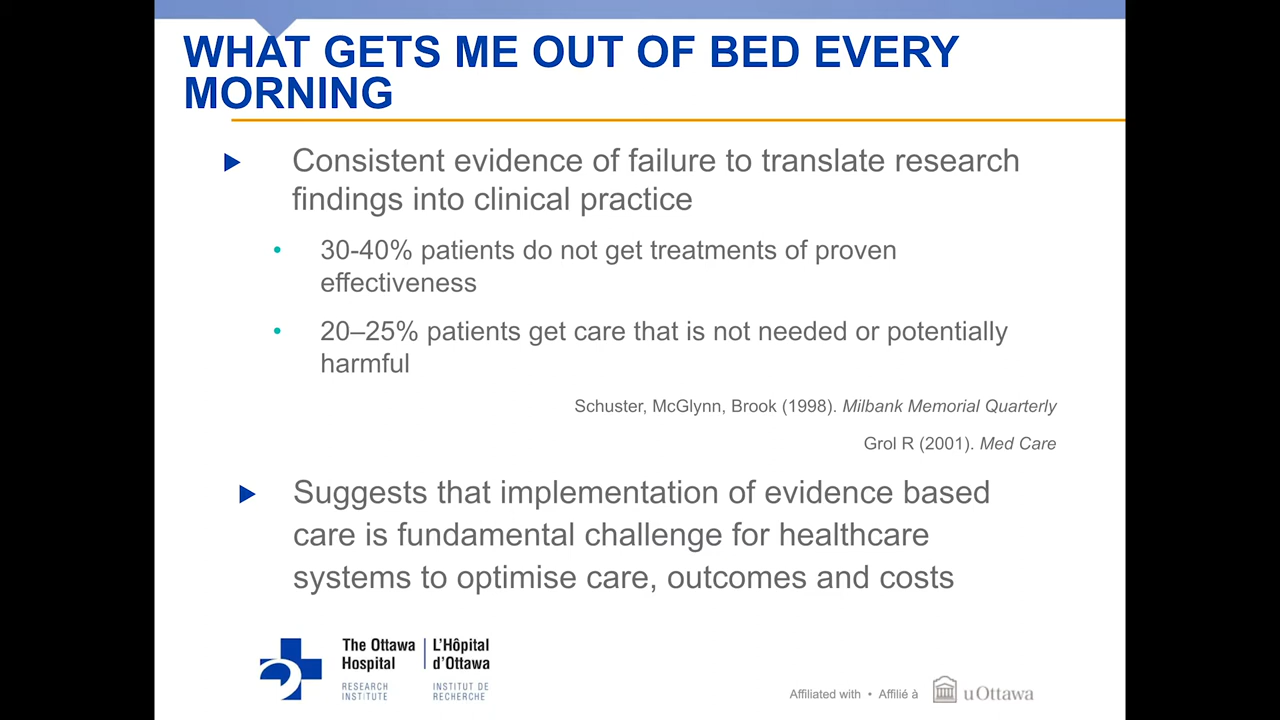 WHAT GETS ME OUT OF BED EVERY
MORNING
Consistent evidence of failure to translate research
findings into clinical practice
• 30-40% patients do not get treatments of proven
effectiveness
• 20–25% patients get care that is not needed or potentially
harmful
Schuster, McGlynn, Brook (1998). Milbank Memorial Quarterly
Grol R (2001). Med Care
Suggests that implementation of evidence based
care is fundamental challenge for healthcare
systems to optimise care, outcomes and costs
The Ottawa
Hospital
RESEARCH
INSTITUTE
L'Hôpital
d'Ottawa
INSTITUT DE
RECHERCHE
Affiliated with • Affilié à
uOttawa